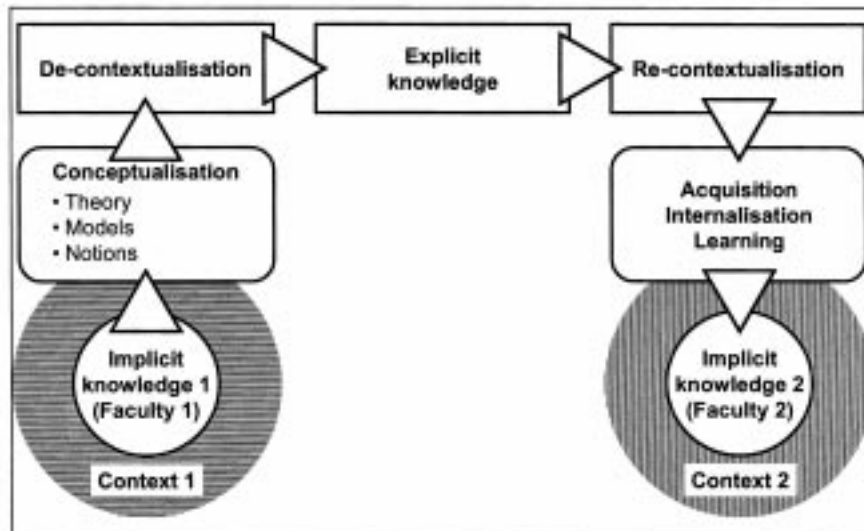 De-contextualisation
Explicit
knowledge
Re-contextualisation
Conceptualisation
• Theory
• Models
• Notions
Acquisition
Internalisation
Learning
Implicit
knowledge 1
(Faculty 1)
Context 1
Implicit
knowledge 2
(Faculty 2)
Context 2